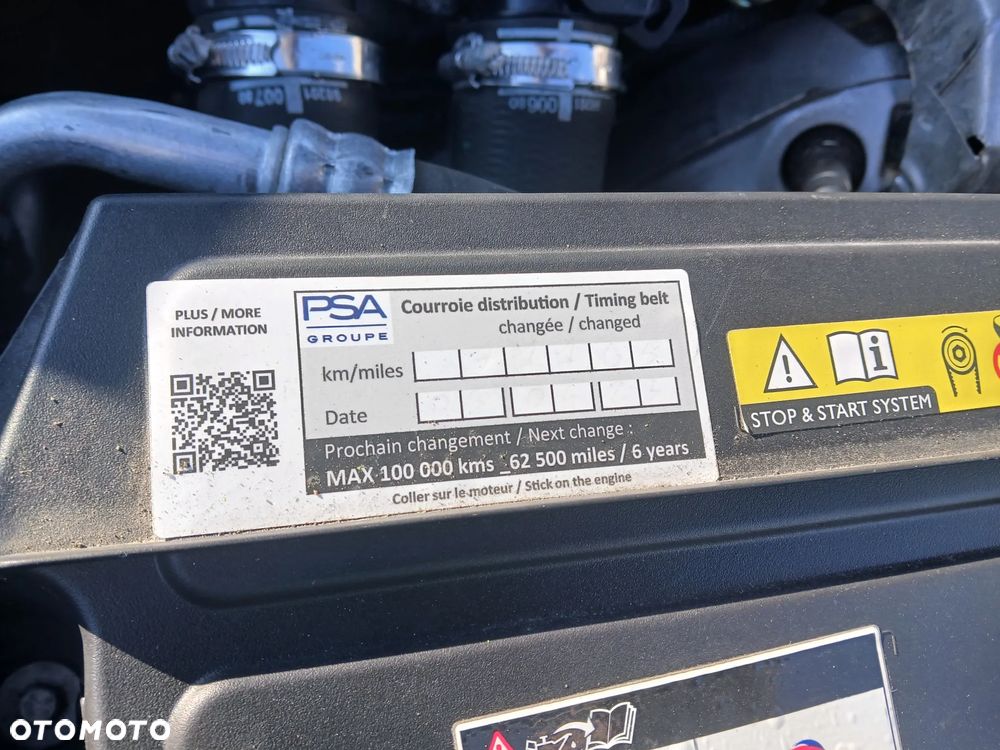 PLUS / MORE
INFORMATION
PSA
GROUPE
Courroie distribution / Timing belt
changée / changed
km/miles
Date
Prochain changement / Next change :
MAX 100 000 kms _62 500 miles / 6 years
Coller sur le moteur / Stick on the engine
STOP & START SYSTEM
OTOMOTO